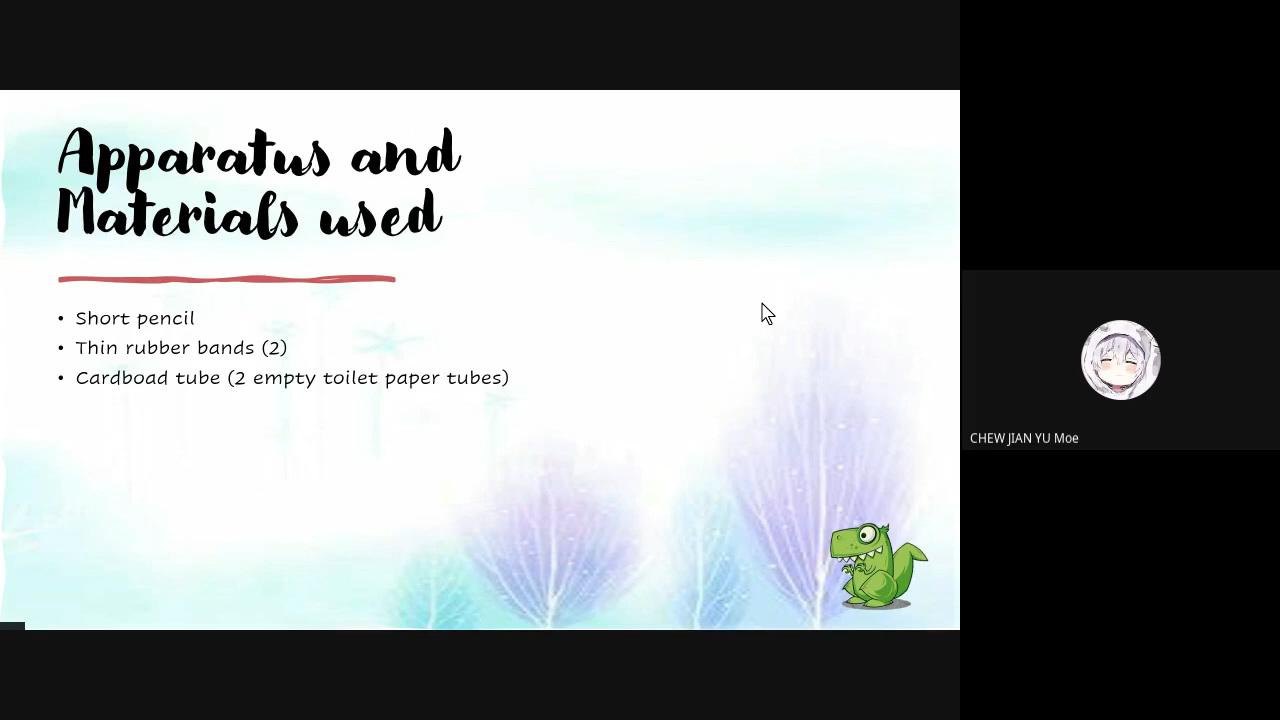 Apparatus and
Materials used
• Short pencil
• Thin rubber bands (2)
• Cardboad tube (2 empty toilet paper tubes)
CHEW JIAN YU Moe